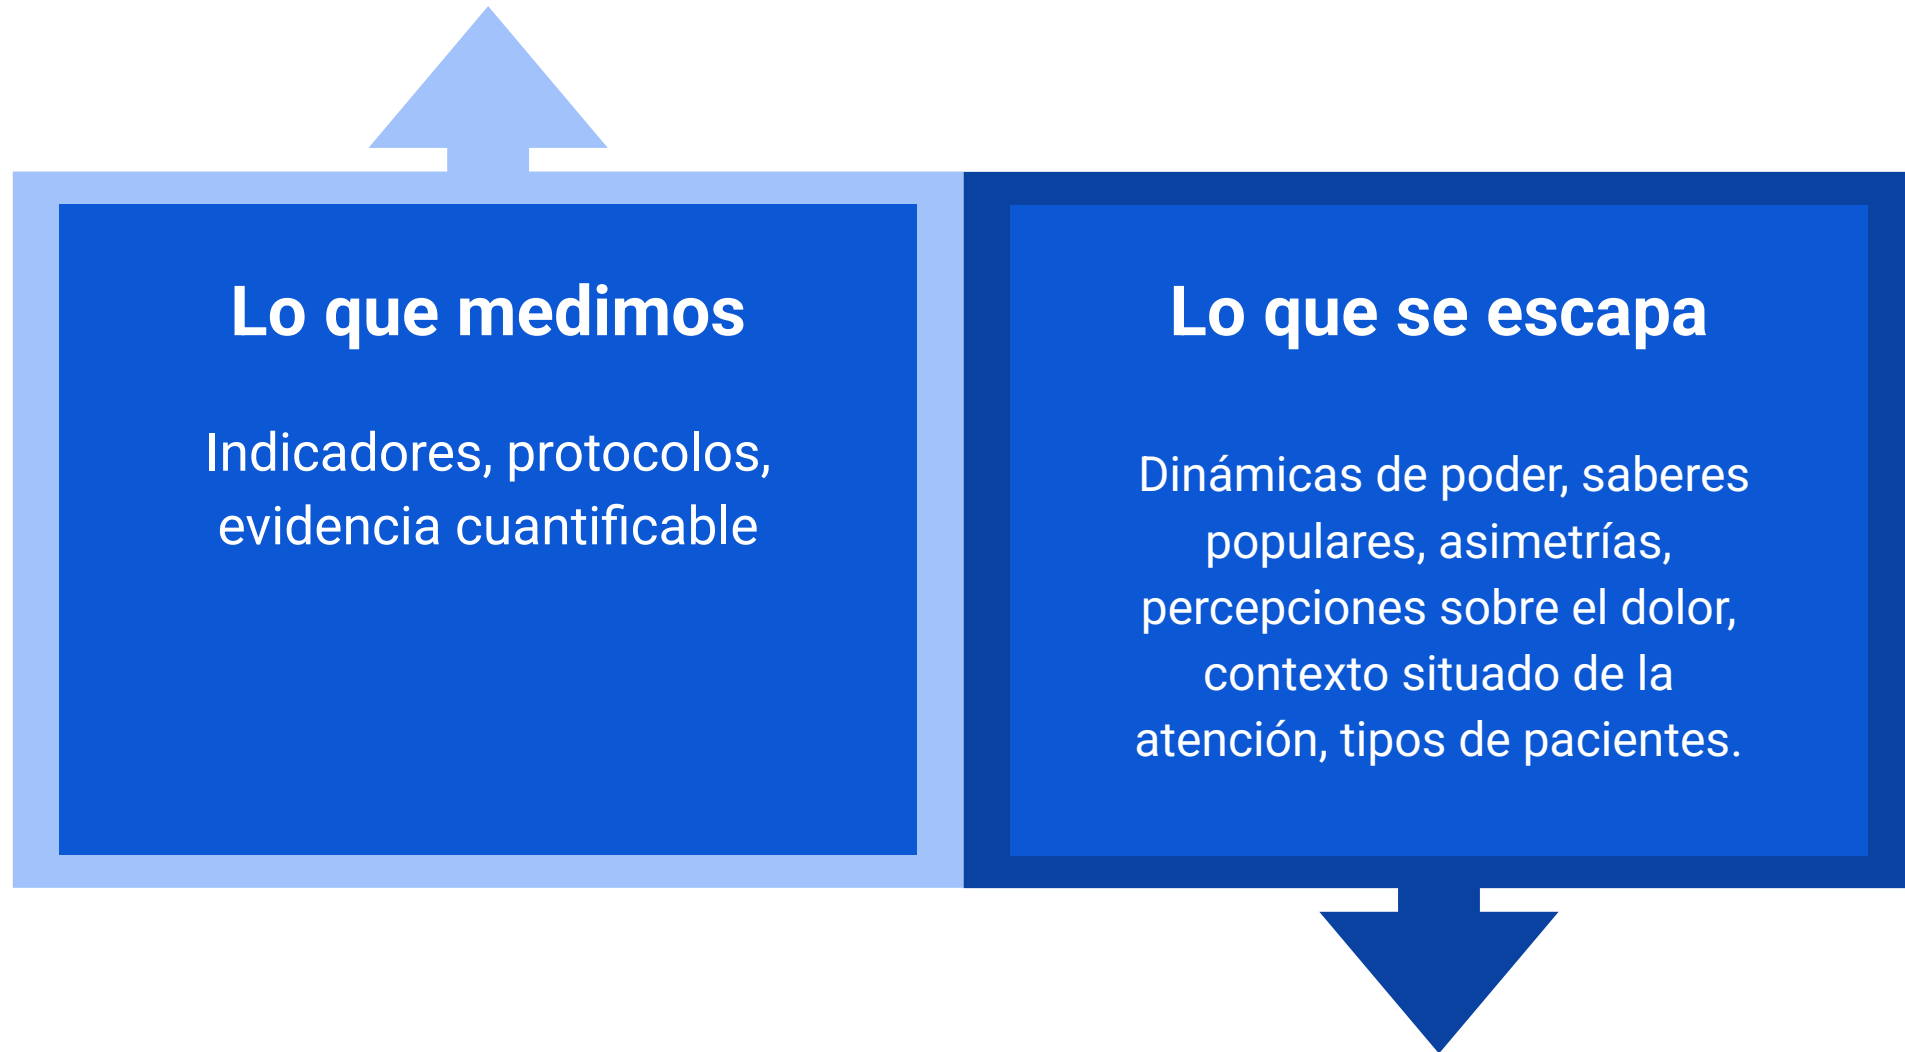 Lo que medimos
Indicadores, protocolos,
evidencia cuantificable
Lo que se escapa
Dinámicas de poder, saberes
populares, asimetrías,
percepciones sobre el dolor,
contexto situado de la
atención, tipos de pacientes.